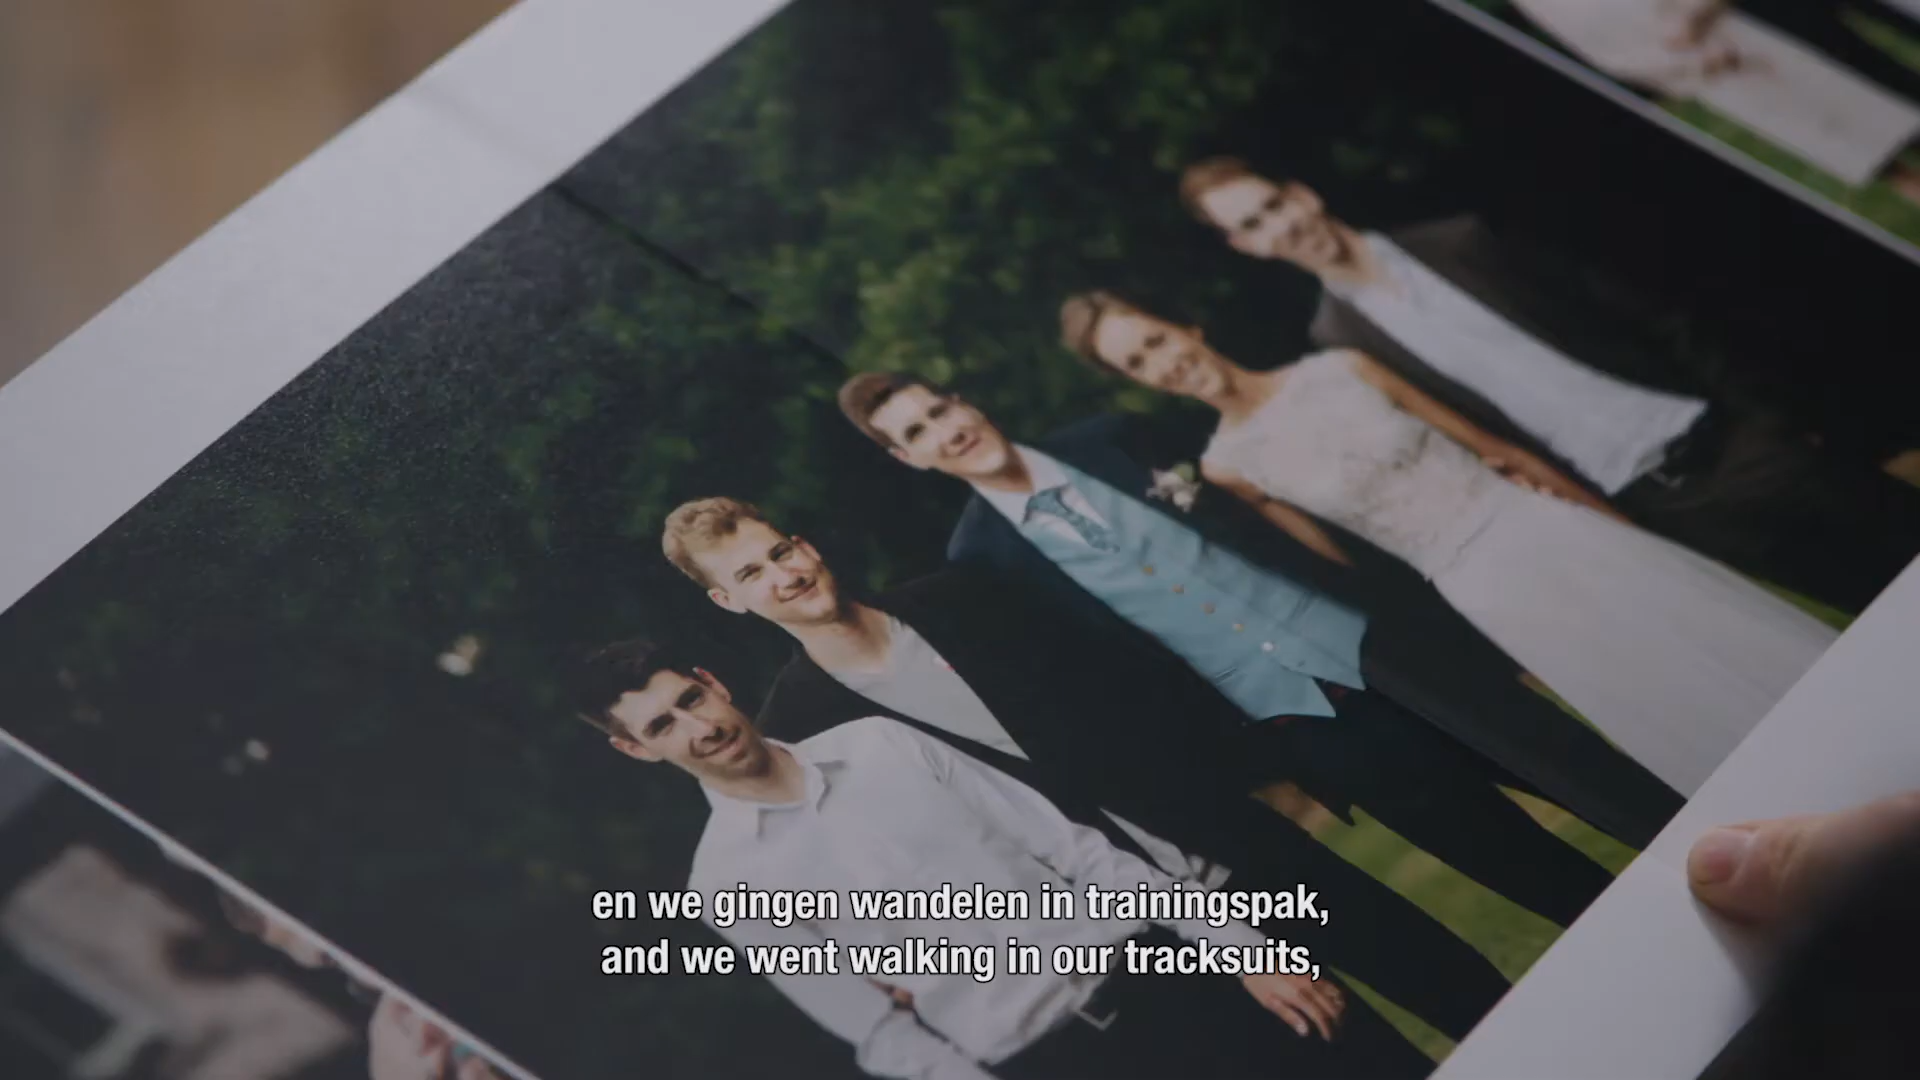 en we gingen wandelen in trainingspak,
and we went walking in our tracksuits,